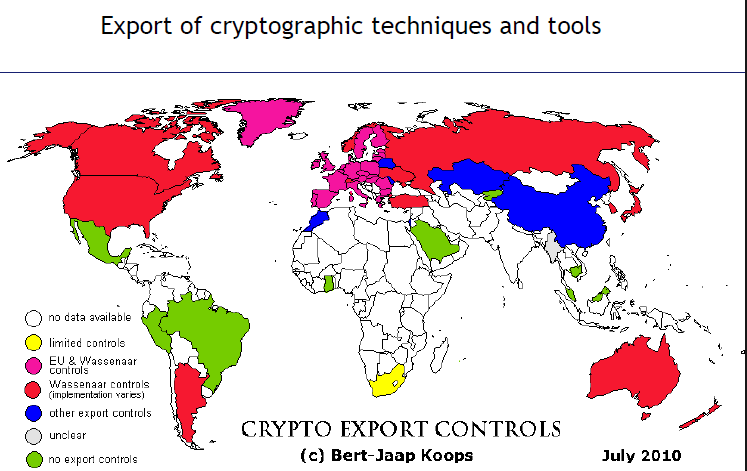 Export of cryptographic techniques and tools
no data available
limited controls
EU & Wassenaar
controls
Wassenaar controls
(implementation varies)
other export controls
unclear
no export controls
CRYPTO EXPORT CONTROLS
(c) Bert-Jaap Koops
July 2010